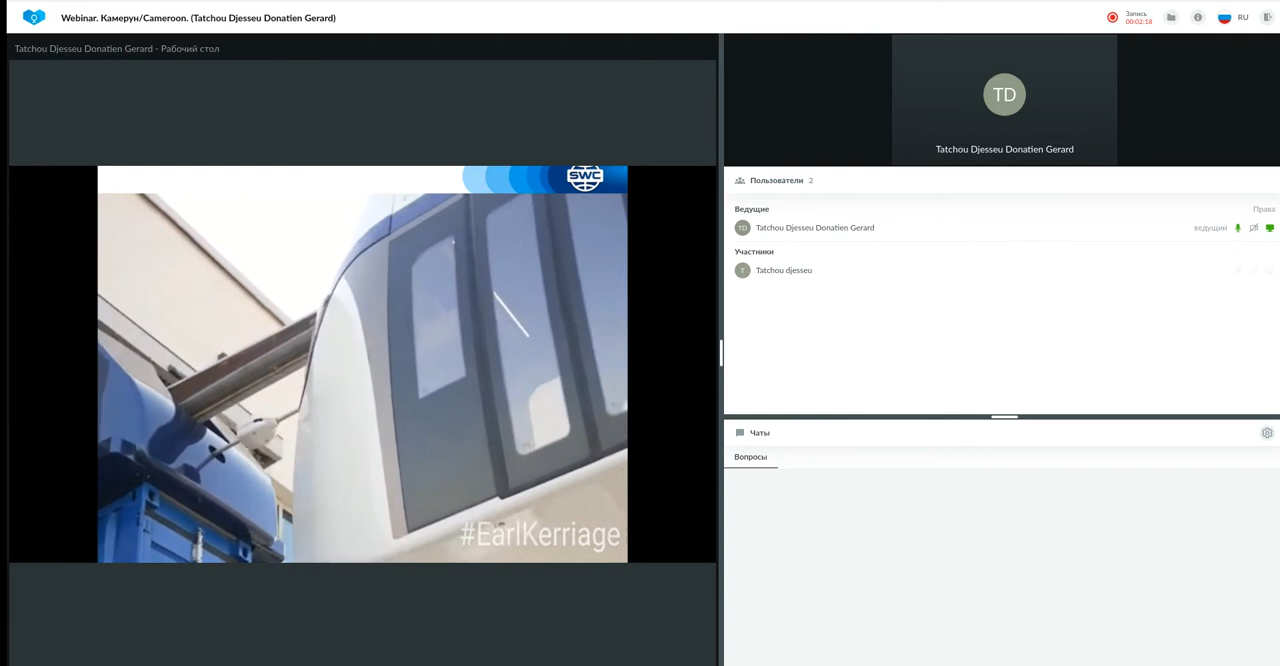 Webinar. Камерун/Cameroon. (Tatchou Djesseu Donatien Gerard)
Запись
00:02:18
RU
Tatchou Djesseu Donatien Gerard - Рабочий стол
SWC
#EarlKerriage
TD
Tatchou Djesseu Donatien Gerard
Пользователи 2
Ведущие Права
TD Tatchou Djesseu Donatien Gerard ведущий
Участники
T Tatchou djesseu
Чаты
Вопросы